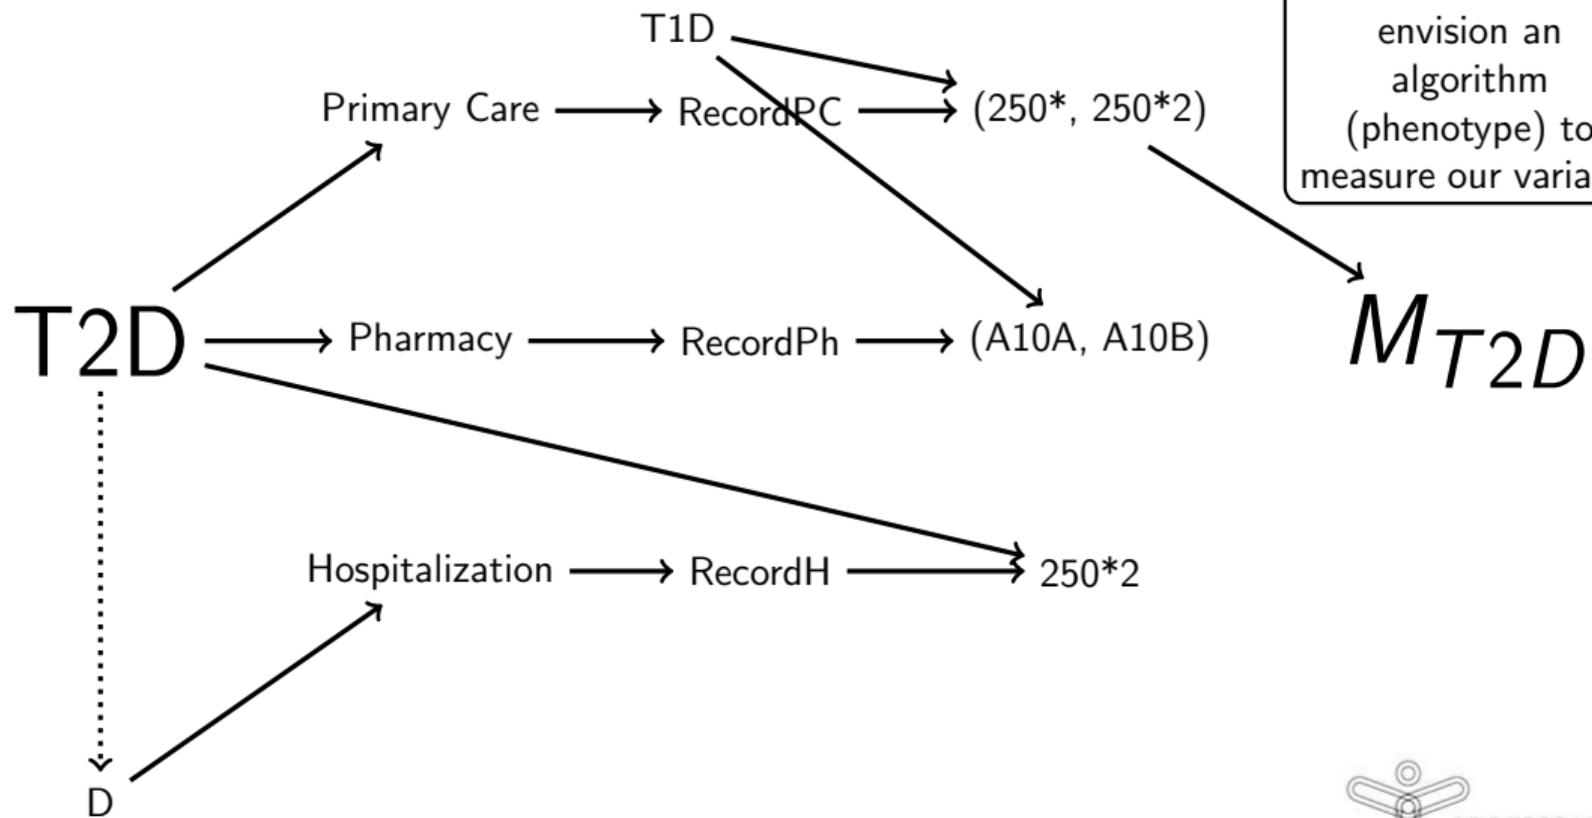 T1D
envision an
algorithm
(phenotype) to
measure our
Primary Care
RecordPC
(250*, 250*2)
T2D
Pharmacy
RecordPh
(A10A, A10B)
M_{T2D}
Hospitalization
RecordH
250*2
D